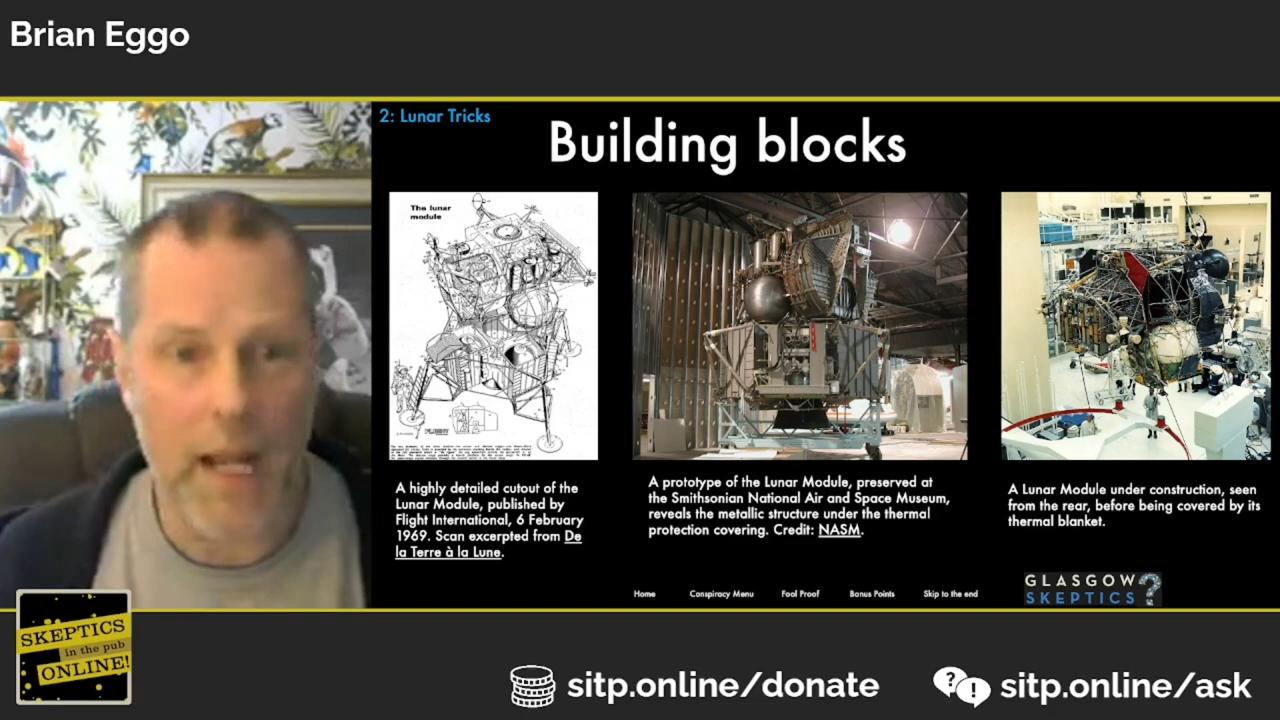 Brian Eggo
2: Lunar Tricks
Building blocks
The lunar
module
FLIGHT
A highly detailed cutout of the
Lunar Module, published by
Flight International, 6 February
1969. Scan excerpted from De
la Terre à la Lune.
A prototype of the Lunar Module, preserved at
the Smithsonian National Air and Space Museum,
reveals the metallic structure under the thermal
protection covering. Credit: NASM.
A Lunar Module under construction, seen
from the rear, before being covered by its
thermal blanket.
Home
Conspiracy Menu
Fool Proof
Bonus Points
Skip to the end
GLASGOW
SKEPTICS
SKEPTICS
in the pub
ONLINE!
sitp.online/donate
sitp.online/ask